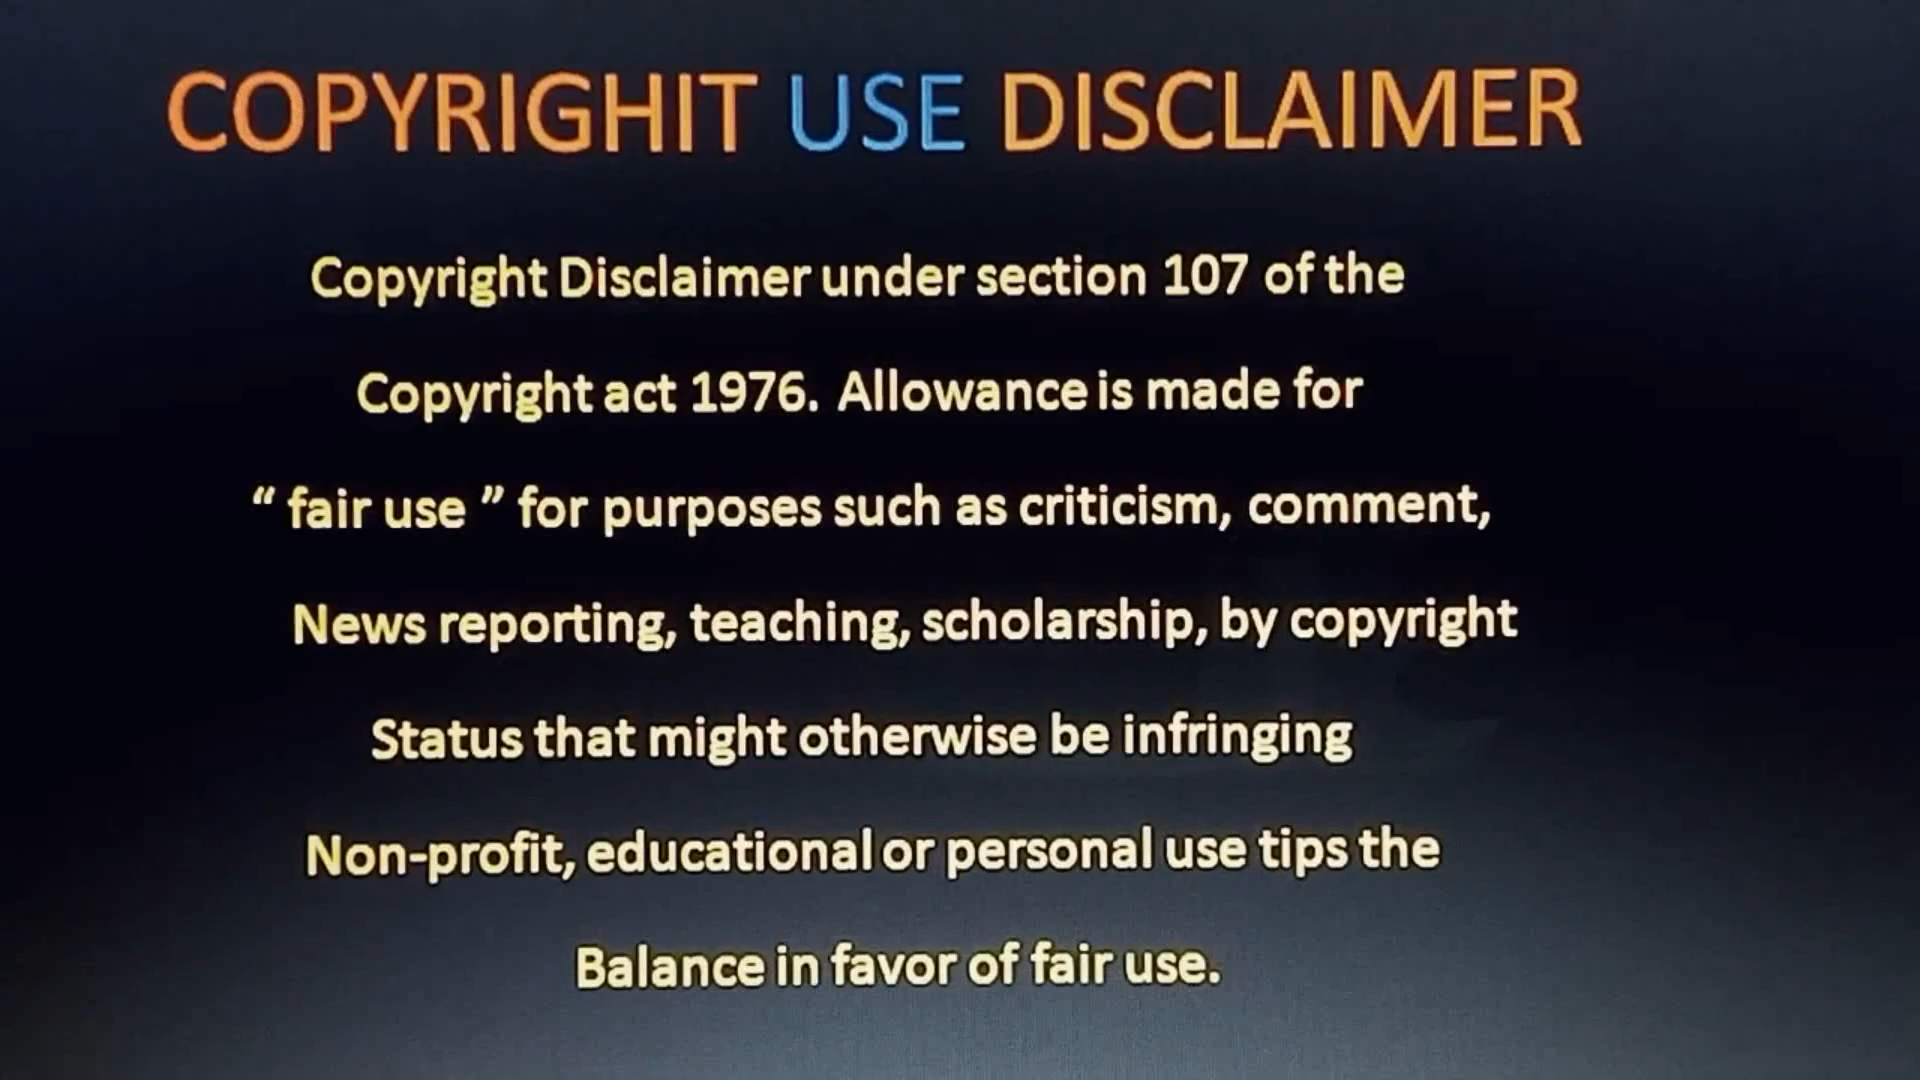 COPYRIGHIT USE DISCLAIMER
Copyright Disclaimer under section 107 of the
Copyright act 1976. Allowance is made for
“ fair use ” for purposes such as criticism, comment,
News reporting, teaching, scholarship, by copyright
Status that might otherwise be infringing
Non-profit, educational or personal use tips the
Balance in favor of fair use.